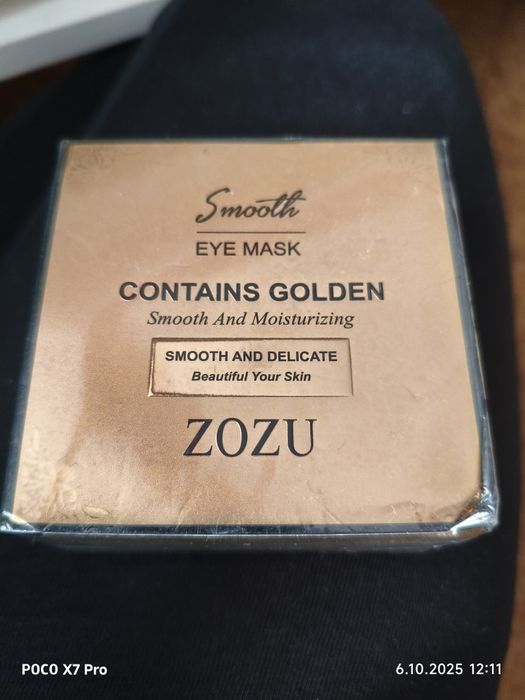 Smooth
EYE MASK
CONTAINS GOLDEN
Smooth And Moisturizing
SMOOTH AND DELICATE
Beautiful Your Skin
ZOZU
POCO X7 Pro
6.10.2025 12:11